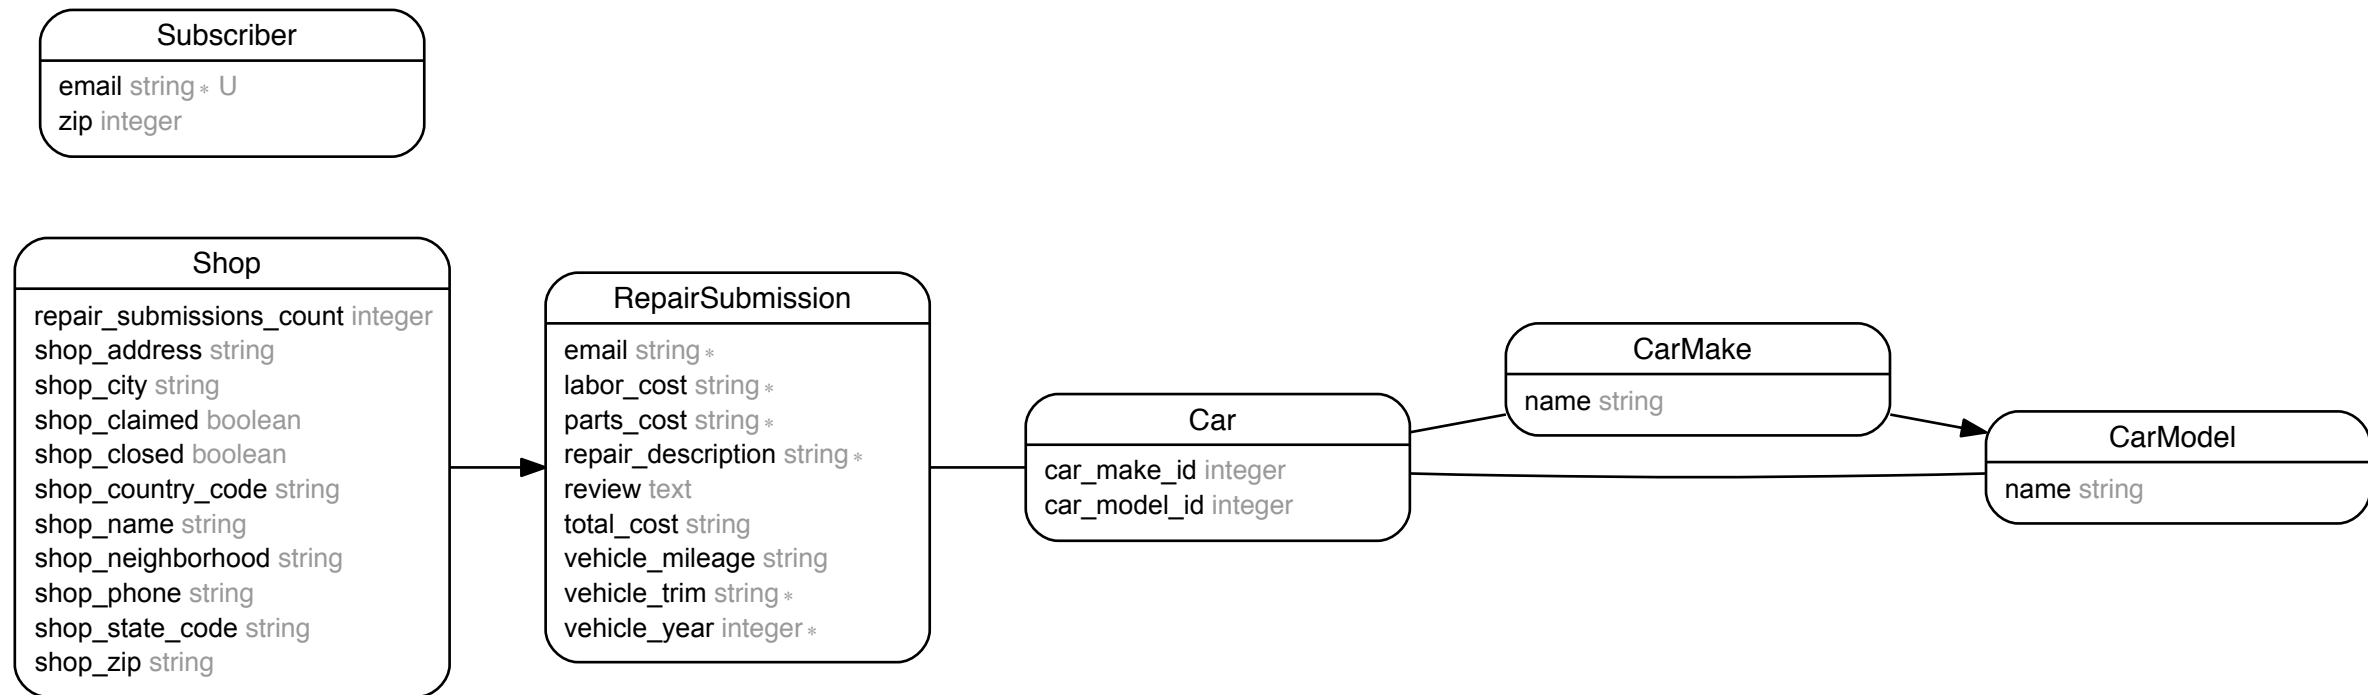 Subscriber
email string* U
zip integer
Shop
repair_submissions_count integer
shop_address string
shop_city string
shop_claimed boolean
shop_closed boolean
shop_country_code string
shop_name string
shop_neighborhood string
shop_phone string
shop_state_code string
shop_zip string
RepairSubmission
email string*
labor_cost string*
parts_cost string*
repair_description string*
review text
total_cost string
vehicle_mileage string
vehicle_trim string*
vehicle_year integer*
Car
car_make_id integer
car_model_id integer
CarMake
name string
CarModel
name string